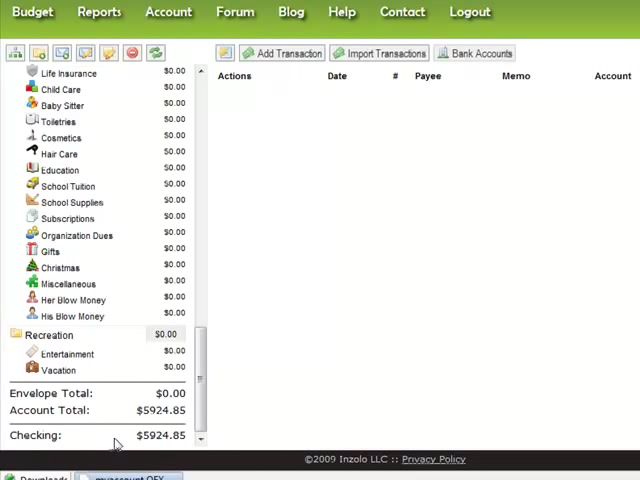 Budget Reports Account Forum Blog Help Contact Logout
Add Transaction Import Transactions Bank Accounts
Actions Date # Payee Memo Account
Life Insurance $0.00
Child Care $0.00
Baby Sitter $0.00
Toiletries $0.00
Cosmetics $0.00
Hair Care $0.00
Education $0.00
School Tuition $0.00
School Supplies $0.00
Subscriptions $0.00
Organization Dues $0.00
Gifts $0.00
Christmas $0.00
Miscellaneous $0.00
Her Blow Money $0.00
His Blow Money $0.00
Recreation $0.00
Entertainment $0.00
Vacation $0.00
Envelope Total: $0.00
Account Total: $5924.85
Checking: $5924.85
©2009 Inzolo LLC :: Privacy Policy
Downloads myaccount.QFX